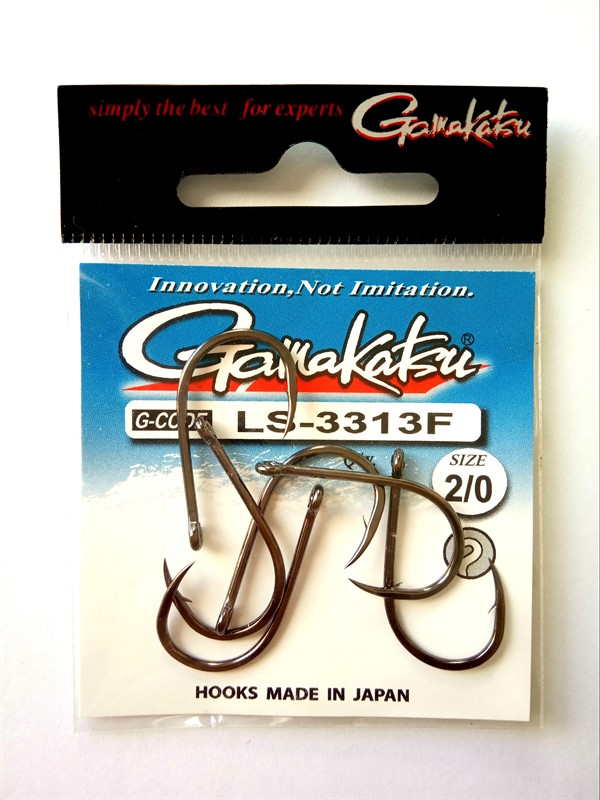 simply the best for experts Gamakatsu
Innovation,Not Imitation.
Gamakatsu®
G-CODE LS-3313F
SIZE
2/0
HOOKS MADE IN JAPAN